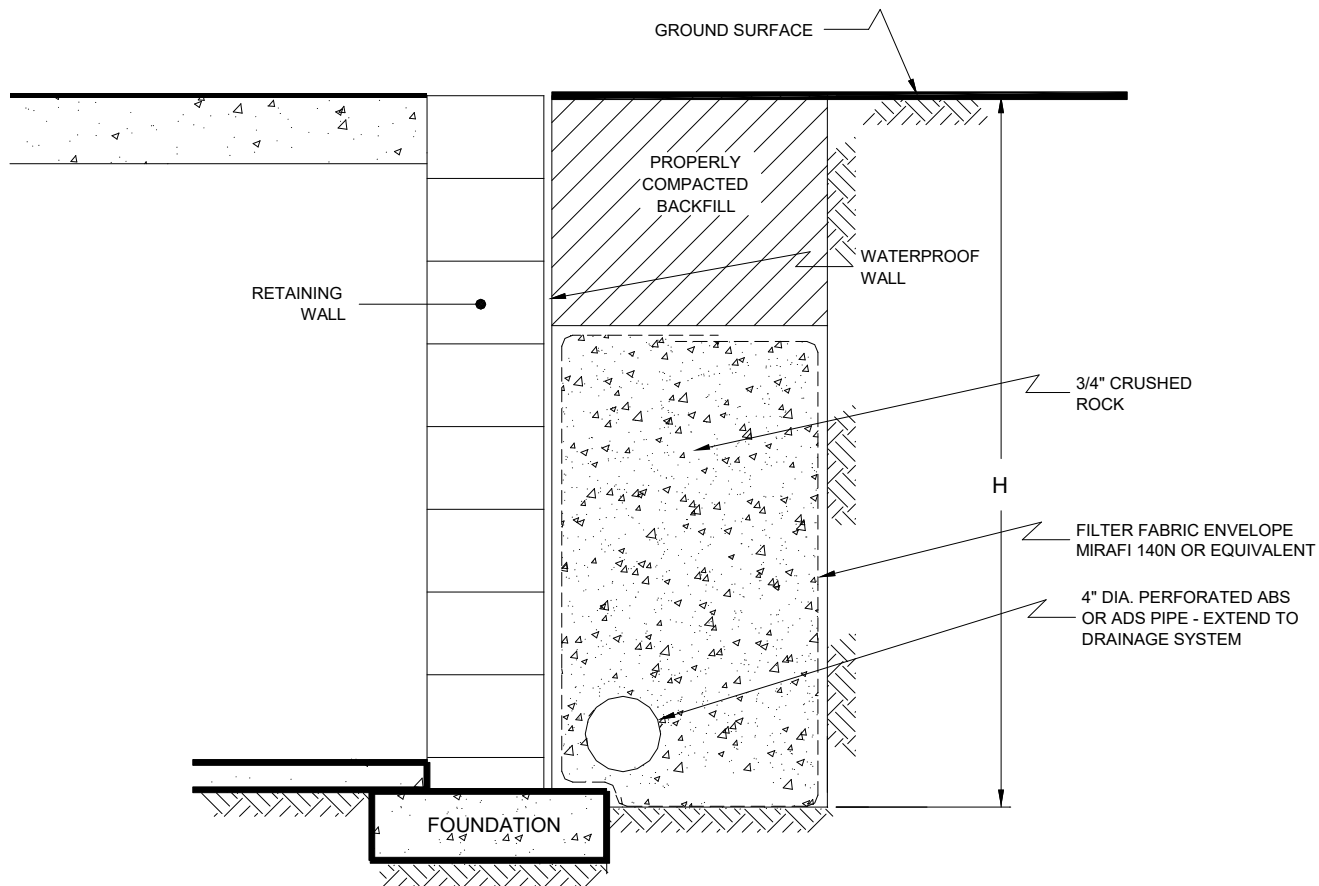 GROUND SURFACE
PROPERLY
COMPACTED
BACKFILL
WATERPROOF
WALL
RETAINING
WALL
3/4" CRUSHED
ROCK
H
FILTER FABRIC ENVELOPE
MIRAFI 140N OR EQUIVALENT
4" DIA. PERFORATED ABS
OR ADS PIPE - EXTEND TO
DRAINAGE SYSTEM
FOUNDATION